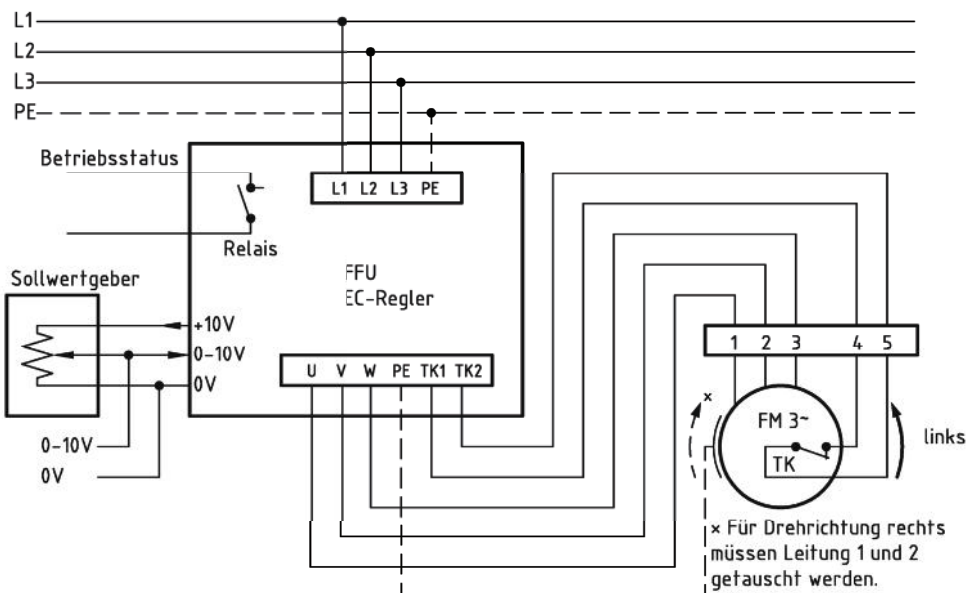 L1
L2
L3
PE
Betriebsstatus
L1 L2 L3 PE
Relais
Sollwertgeber
FFU
EC-Regler
+10V
0-10V
0V
U V W PE TK1 TK2
1 2 3 4 5
×
FM 3~
TK
links
0-10V
0V
× Für Drehrichtung rechts
müssen Leitung 1 und 2
getauscht werden.